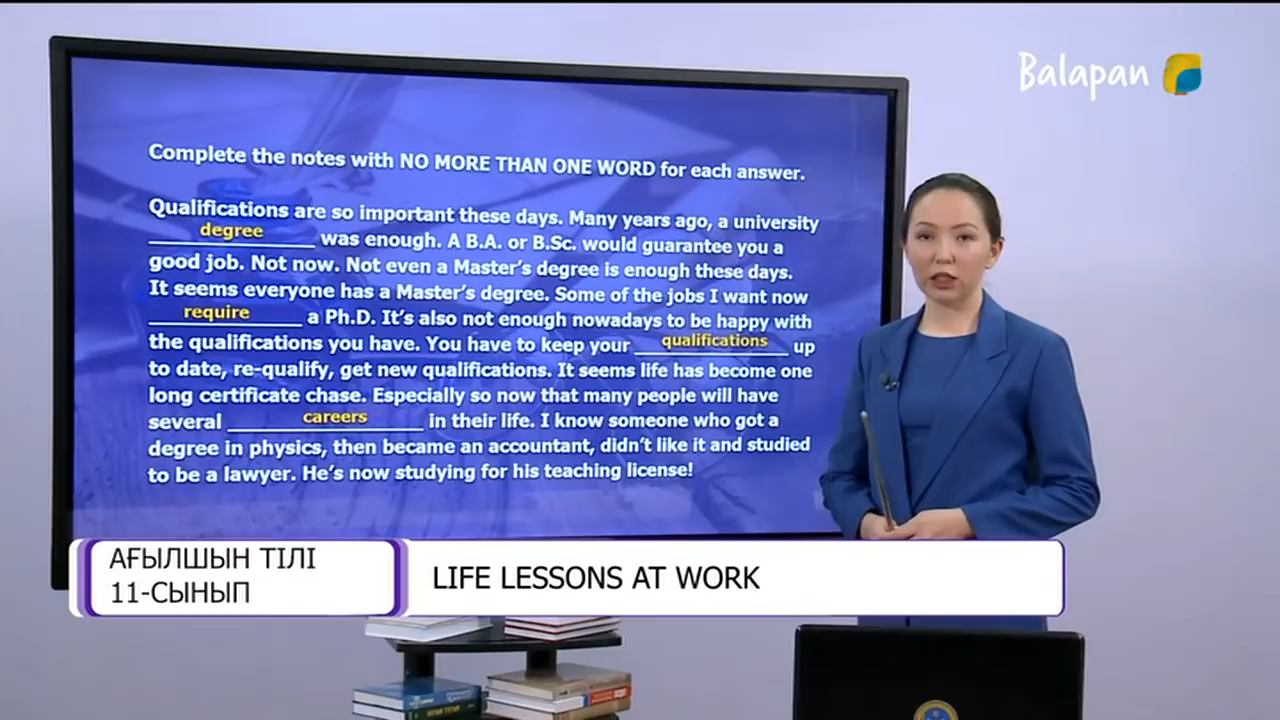 Balapan
Complete the notes with NO MORE THAN ONE WORD for each answer.
Qualifications are so important these days. Many years ago, a university
degree was enough. A B.A. or B.Sc. would guarantee you a
good job. Not now. Not even a Master's degree is enough these days.
It seems everyone has a Master's degree. Some of the jobs I want now
require a Ph.D. It's also not enough nowadays to be happy with
the qualifications you have. You have to keep your qualifications up
to date, re-qualify, get new qualifications. It seems life has become one
long certificate chase. Especially so now that many people will have
several careers in their life. I know someone who got a
degree in physics, then became an accountant, didn't like it and studied
to be a lawyer. He's now studying for his teaching license!
АҒЫЛШЫН ТІЛІ
11-СЫНЫП
LIFE LESSONS AT WORK